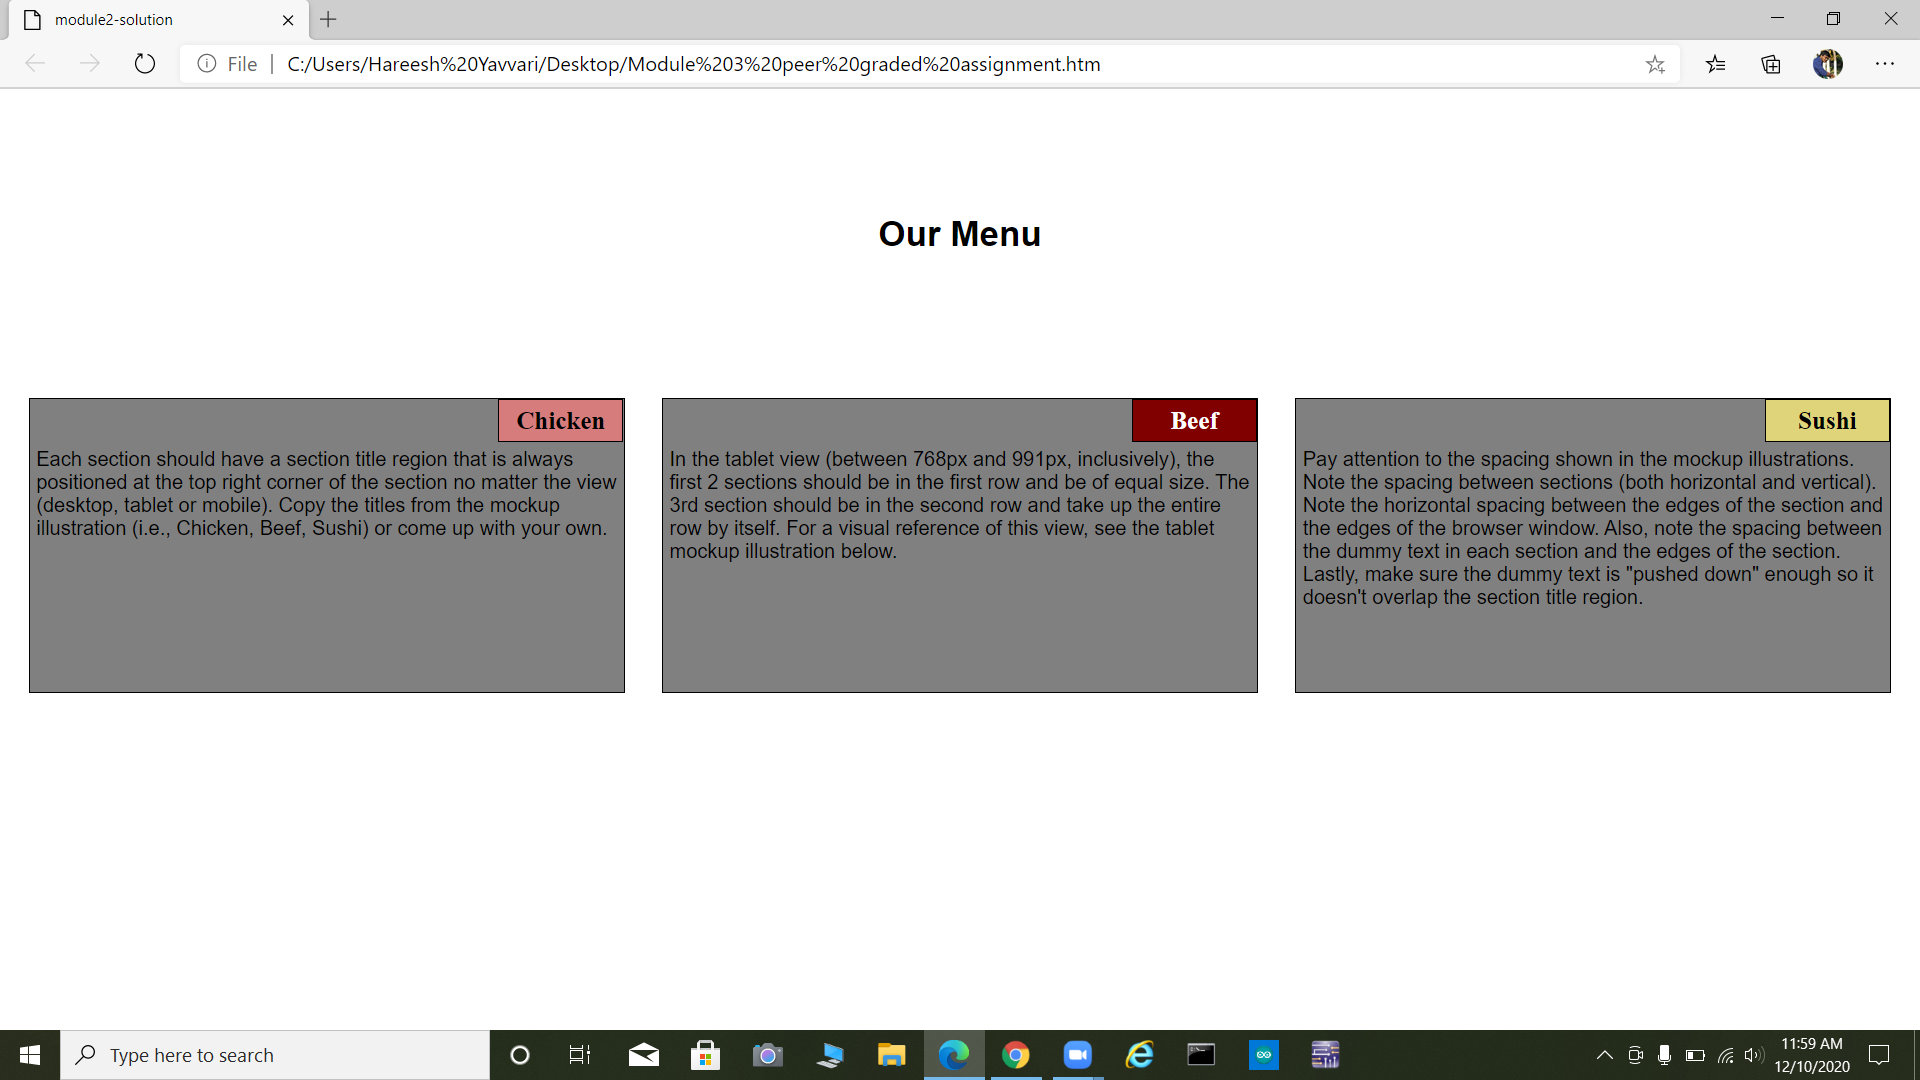 module2-solution
File | C:/Users/Hareesh%20Yavvari/Desktop/Module%203%20peer%20graded%20assignment.htm
Our Menu
Chicken
Each section should have a section title region that is always
positioned at the top right corner of the section no matter the view
(desktop, tablet or mobile). Copy the titles from the mockup
illustration (i.e., Chicken, Beef, Sushi) or come up with your own.
Beef
In the tablet view (between 768px and 991px, inclusively), the
first 2 sections should be in the first row and be of equal size. The
3rd section should be in the second row and take up the entire
row by itself. For a visual reference of this view, see the tablet
mockup illustration below.
Sushi
Pay attention to the spacing shown in the mockup illustrations.
Note the spacing between sections (both horizontal and vertical).
Note the horizontal spacing between the edges of the section and
the edges of the browser window. Also, note the spacing between
the dummy text in each section and the edges of the section.
Lastly, make sure the dummy text is "pushed down" enough so it
doesn't overlap the section title region.
Type here to search
11:59 AM
12/10/2020